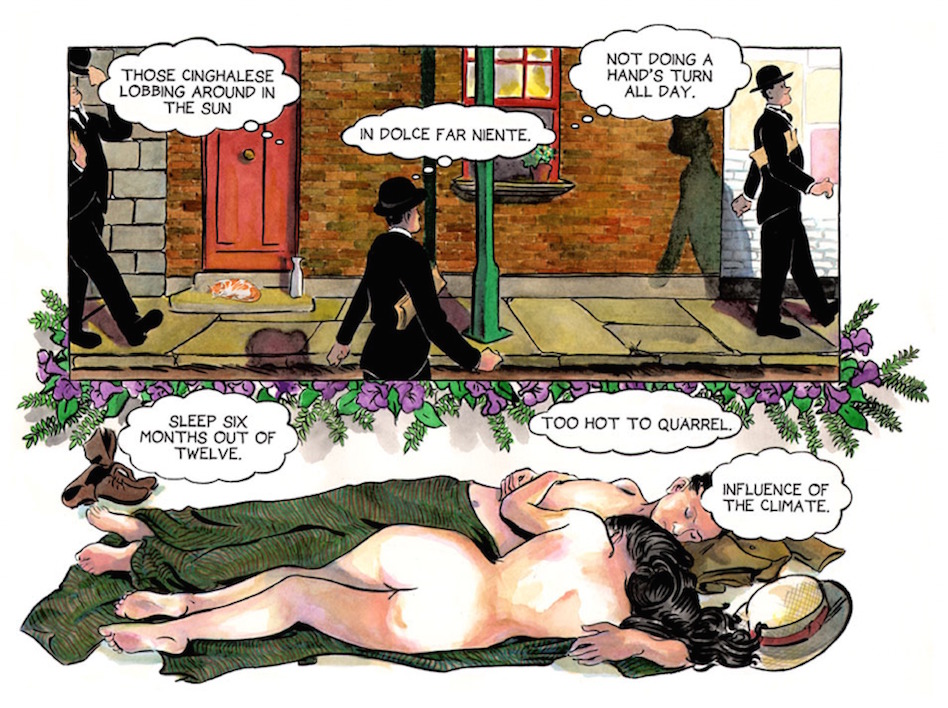 THOSE CINGHALESE
LOBBING AROUND IN
THE SUN
IN DOLCE FAR NIENTE.
NOT DOING A
HAND'S TURN
ALL DAY.
SLEEP SIX
MONTHS OUT OF
TWELVE.
TOO HOT TO QUARREL.
INFLUENCE OF
THE CLIMATE.